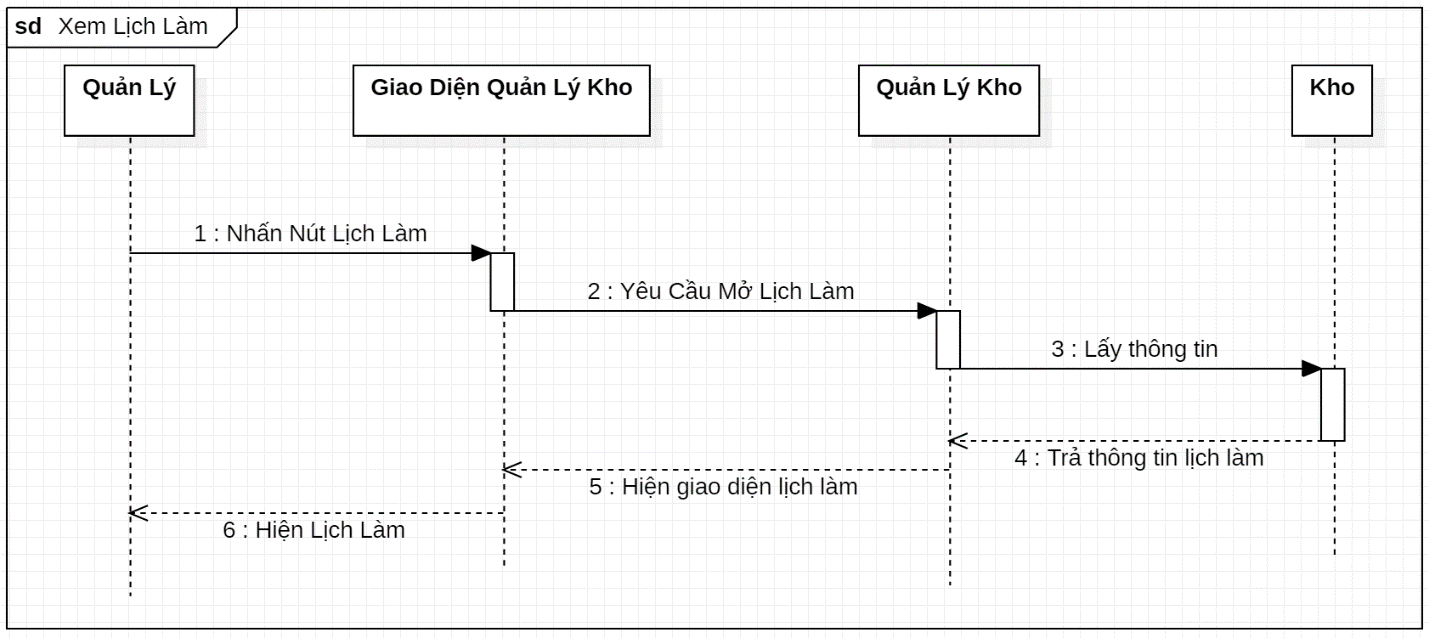 sd Xem Lịch Làm
Quản Lý
Giao Diện Quản Lý Kho
Quản Lý Kho
Kho
1 : Nhấn Nút Lịch Làm
2 : Yêu Cầu Mở Lịch Làm
3 : Lấy thông tin
4 : Trả thông tin lịch làm
5 : Hiện giao diện lịch làm
6 : Hiện Lịch Làm